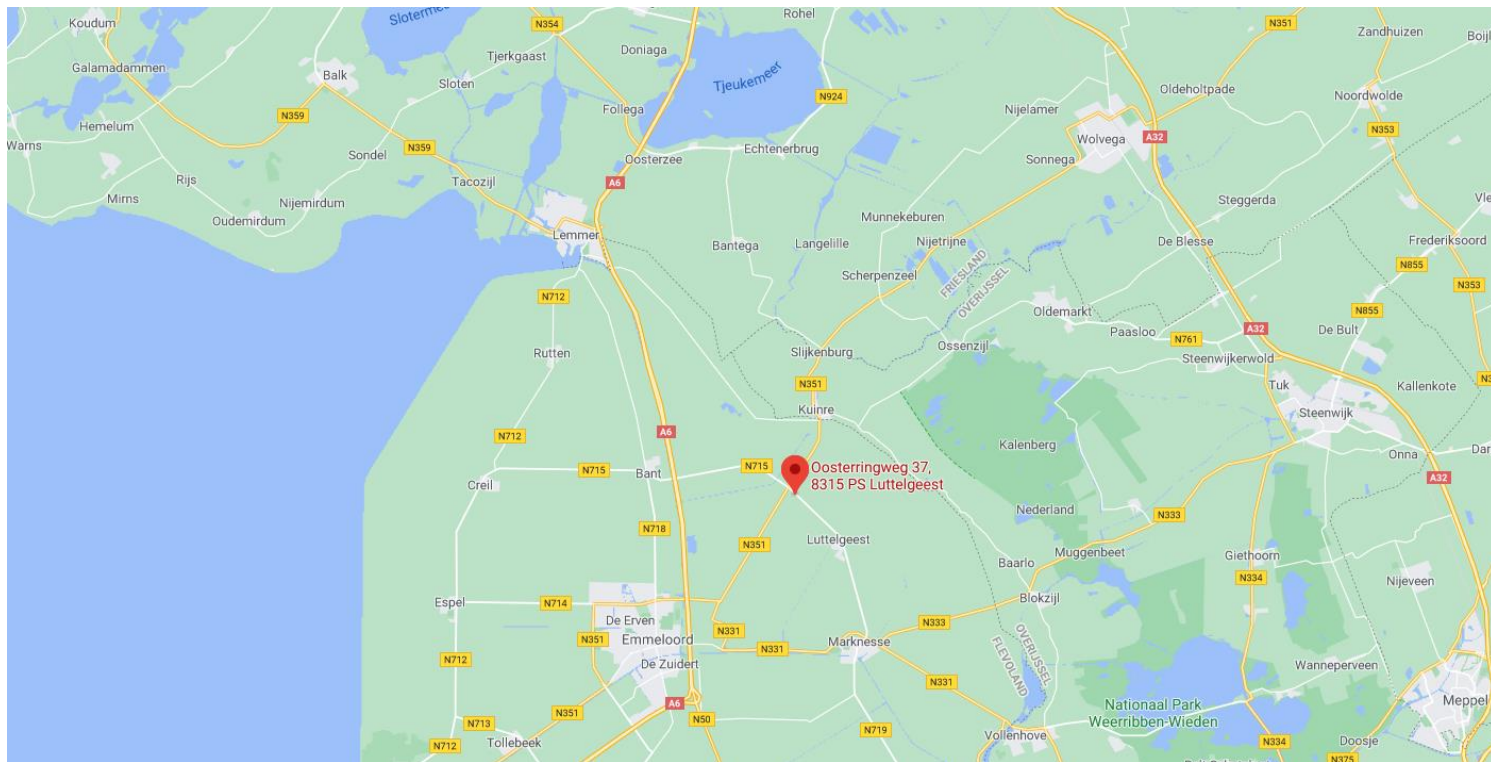 Koudum
Slotermeer
N354
Rohel
N351
Zandhuizen
Boijl
Galamadammen
Balk
Sloten
Tjerkgaast
Doniaga
Tjeukemeer
Oldeholtpade
Noordwolde
Hemelum
N359
Follega
N924
Nijelamer
Wolvega
A32
N353
Warns
Sondel
N359
Oosterzee
Echtenerbrug
Sonnega
Mirns
Rijs
Nijemirdum
Tacozijl
A6
Steggerda
Oudemirdum
Lemmer
Bantega
Langelille
Munnekeburen
Nijetrijne
De Blesse
Frederiksoord
Scherpenzeel
FRIESLAND
OVERIJSSEL
N855
N353
N712
Oldemarkt
Paasloo
N761
A32
De Bult
N855
Rutten
Slijkenburg
Ossenzijl
Steenwijkerwold
N351
Tuk
Kallenkote
Kuinre
Steenwijk
N712
A6
Kalenberg
Onna
Creil
N715
Bant
N715
Oosterringweg 37,
8315 PS Luttelgeest
A32
N718
Nederland
N333
N351
Luttelgeest
Muggenbeet
Giethoorn
Baarlo
N334
Nijeveen
Espel
N714
De Erven
Blokzijl
N351
Emmeloord
N331
N331
Marknesse
N333
OVERIJSSEL
FLEVOLAND
N712
De Zuidert
Wanneperveen
N331
A6
Nationaal Park
Weerribben-Wieden
Meppel
N713
N351
N50
N719
N712
Tollebeek
Vollenhove
N334
Doosje
N375